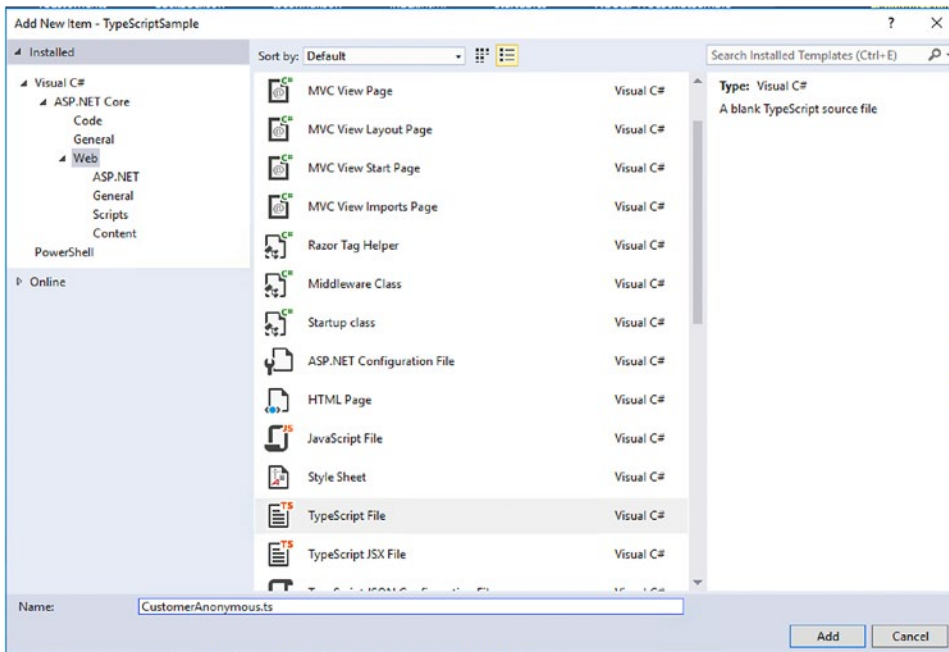 Add New Item - TypeScriptSample
? ×
Installed
Sort by: Default
Search Installed Templates (Ctrl+E)
Visual C#
ASP.NET Core
Code
General
Web
ASP.NET
General
Scripts
Content
PowerShell
Online
MVC View Page Visual C#
MVC View Layout Page Visual C#
MVC View Start Page Visual C#
MVC View Imports Page Visual C#
Razor Tag Helper Visual C#
Middleware Class Visual C#
Startup class Visual C#
ASP.NET Configuration File Visual C#
HTML Page Visual C#
JavaScript File Visual C#
Style Sheet Visual C#
TypeScript File Visual C#
TypeScript JSX File Visual C#
Type: Visual C#
A blank TypeScript source file
Name: CustomerAnonymous.ts
Add Cancel